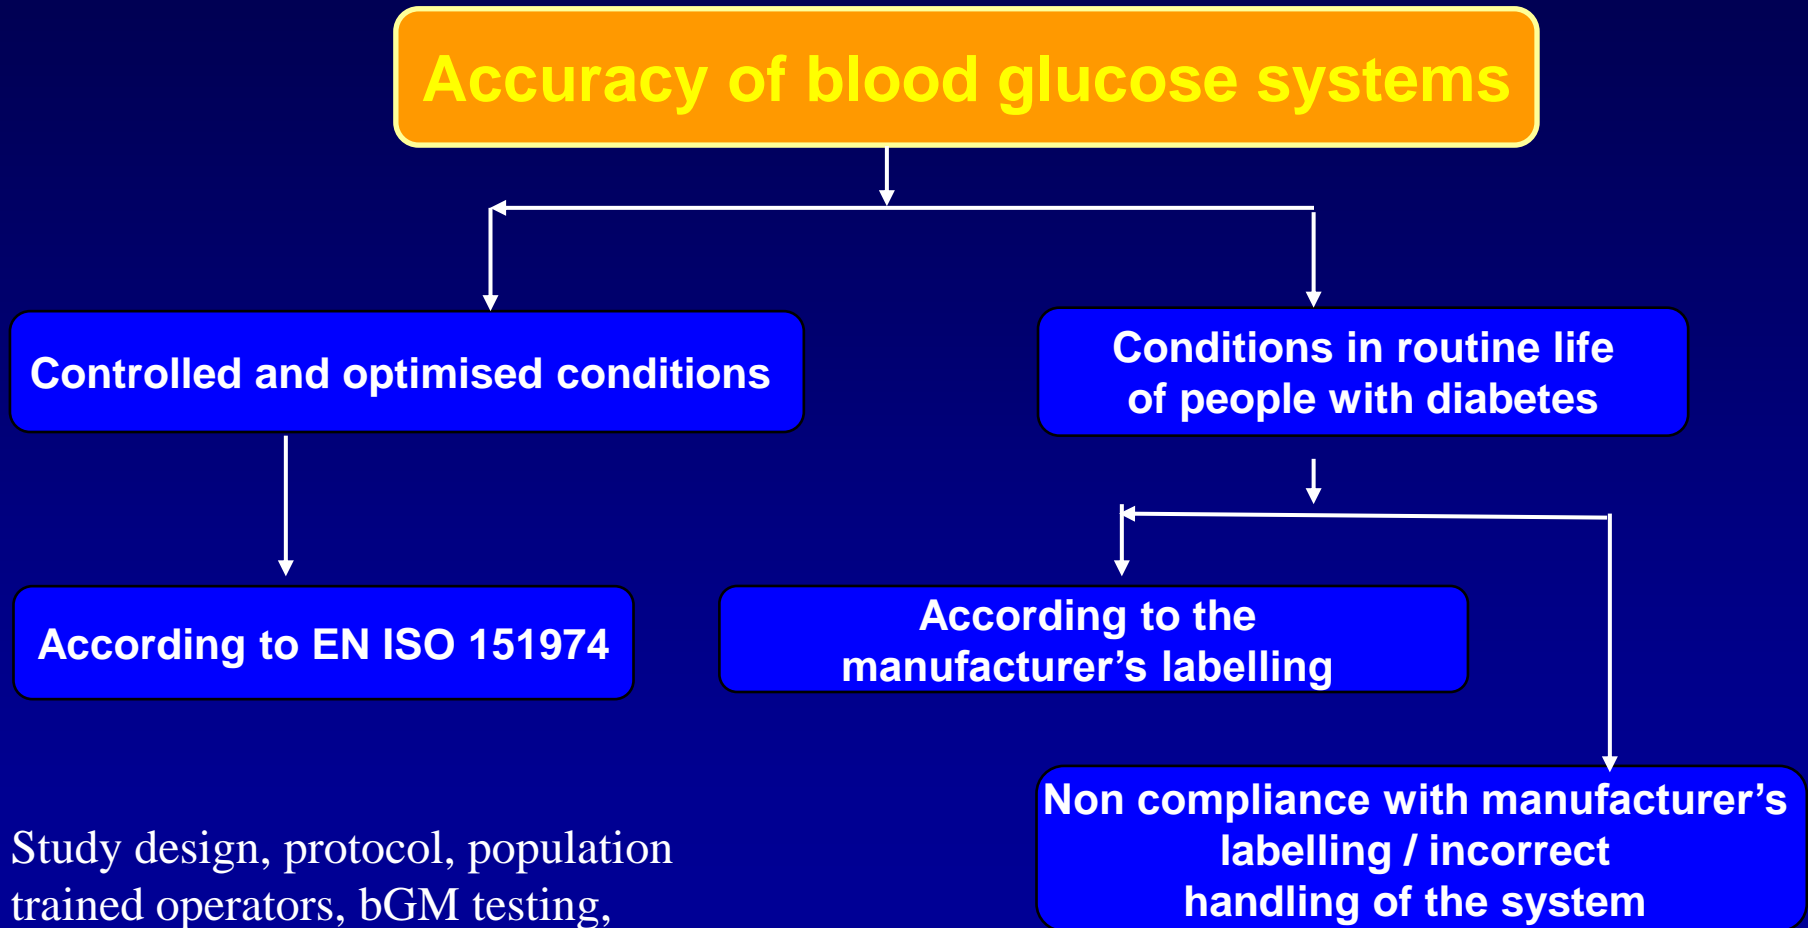 Accuracy of blood glucose systems
Controlled and optimised conditions
Conditions in routine life
of people with diabetes
According to EN ISO 151974
According to the
manufacturer’s labelling
Non compliance with manufacturer’s
labelling / incorrect
handling of the system
Study design, protocol, population
trained operators, bGM testing,